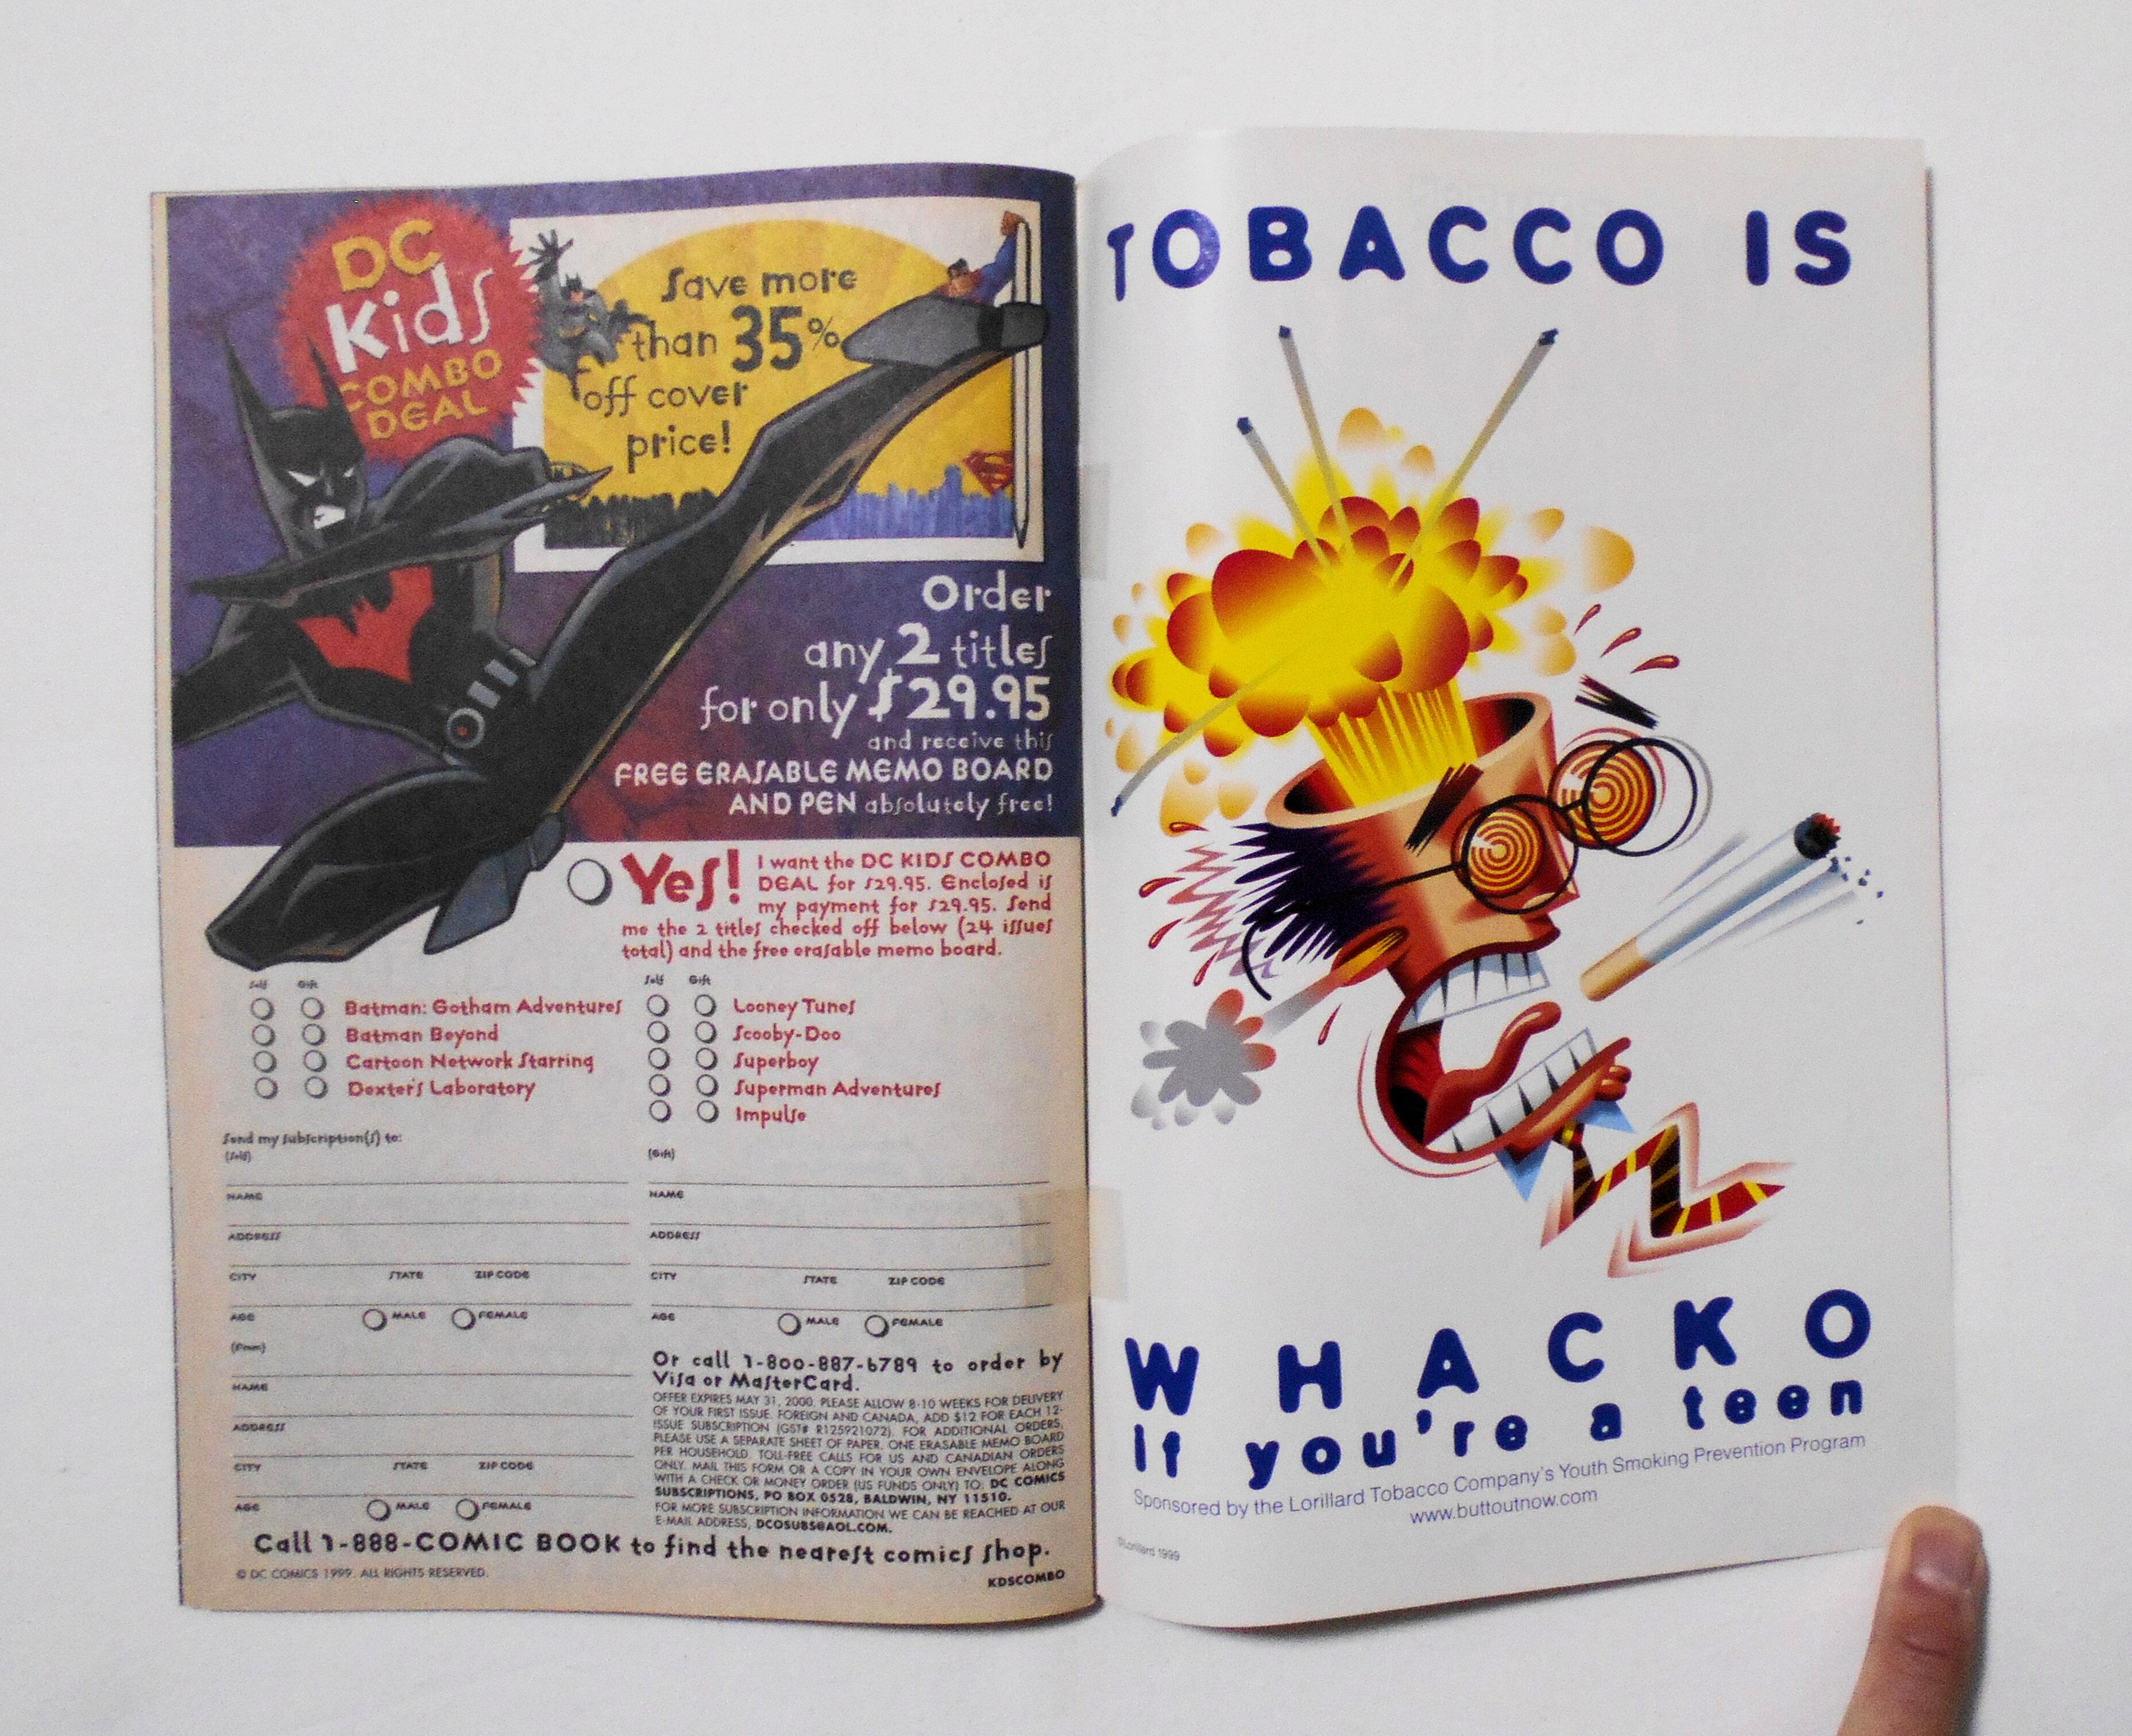 DC
Kids
COMBO
DEAL
Save more
than 35%
off cover
price!
Order
any 2 titles
for only $29.95
and receive this
FREE ERASABLE MEMO BOARD
AND PEN absolutely free!
Yes! I want the DC KIDS COMBO
DEAL for $29.95. Enclosed is
my payment for $29.95. Send
me the 2 titles checked off below (24 issues
total) and the free erasable memo board.
Self Gift
Batman: Gotham Adventures
Batman Beyond
Cartoon Network Starring
Dexter's Laboratory
Self Gift
Looney Tunes
Scooby-Doo
Superboy
Superman Adventures
Impulse
Send my subscription(s) to:
(Self)
NAME
ADDRESS
CITY STATE ZIP CODE
AGE MALE FEMALE
(Gift)
NAME
ADDRESS
CITY STATE ZIP CODE
AGE MALE FEMALE
(From)
NAME
ADDRESS
CITY STATE ZIP CODE
AGE MALE FEMALE
Or call 1-800-887-6789 to order by
Visa or MasterCard.
OFFER EXPIRES MAY 31, 2000. PLEASE ALLOW 8-10 WEEKS FOR DELIVERY
OF YOUR FIRST ISSUE. FOREIGN AND CANADA, ADD $12 FOR EACH 12-
ISSUE SUBSCRIPTION (GST# R125921072). FOR ADDITIONAL ORDERS,
PLEASE USE A SEPARATE SHEET OF PAPER. ONE ERASABLE MEMO BOARD
PER HOUSEHOLD. TOLL-FREE CALLS FOR US AND CANADIAN ORDERS
ONLY. MAIL THIS FORM OR A COPY IN YOUR OWN ENVELOPE ALONG
WITH A CHECK OR MONEY ORDER (US FUNDS ONLY) TO: DC COMICS
SUBSCRIPTIONS, PO BOX 0528, BALDWIN, NY 11510.
FOR MORE SUBSCRIPTION INFORMATION WE CAN BE REACHED AT OUR
E-MAIL ADDRESS, DCOSUBS@AOL.COM.
Call 1-888-COMIC BOOK to find the nearest comics shop.
© DC COMICS 1999. ALL RIGHTS RESERVED.
KDSCOMBO
TOBACCO IS
WHACKO
If you're a teen
Sponsored by the Lorillard Tobacco Company's Youth Smoking Prevention Program
www.buttoutnow.com
©Lorillard 1999